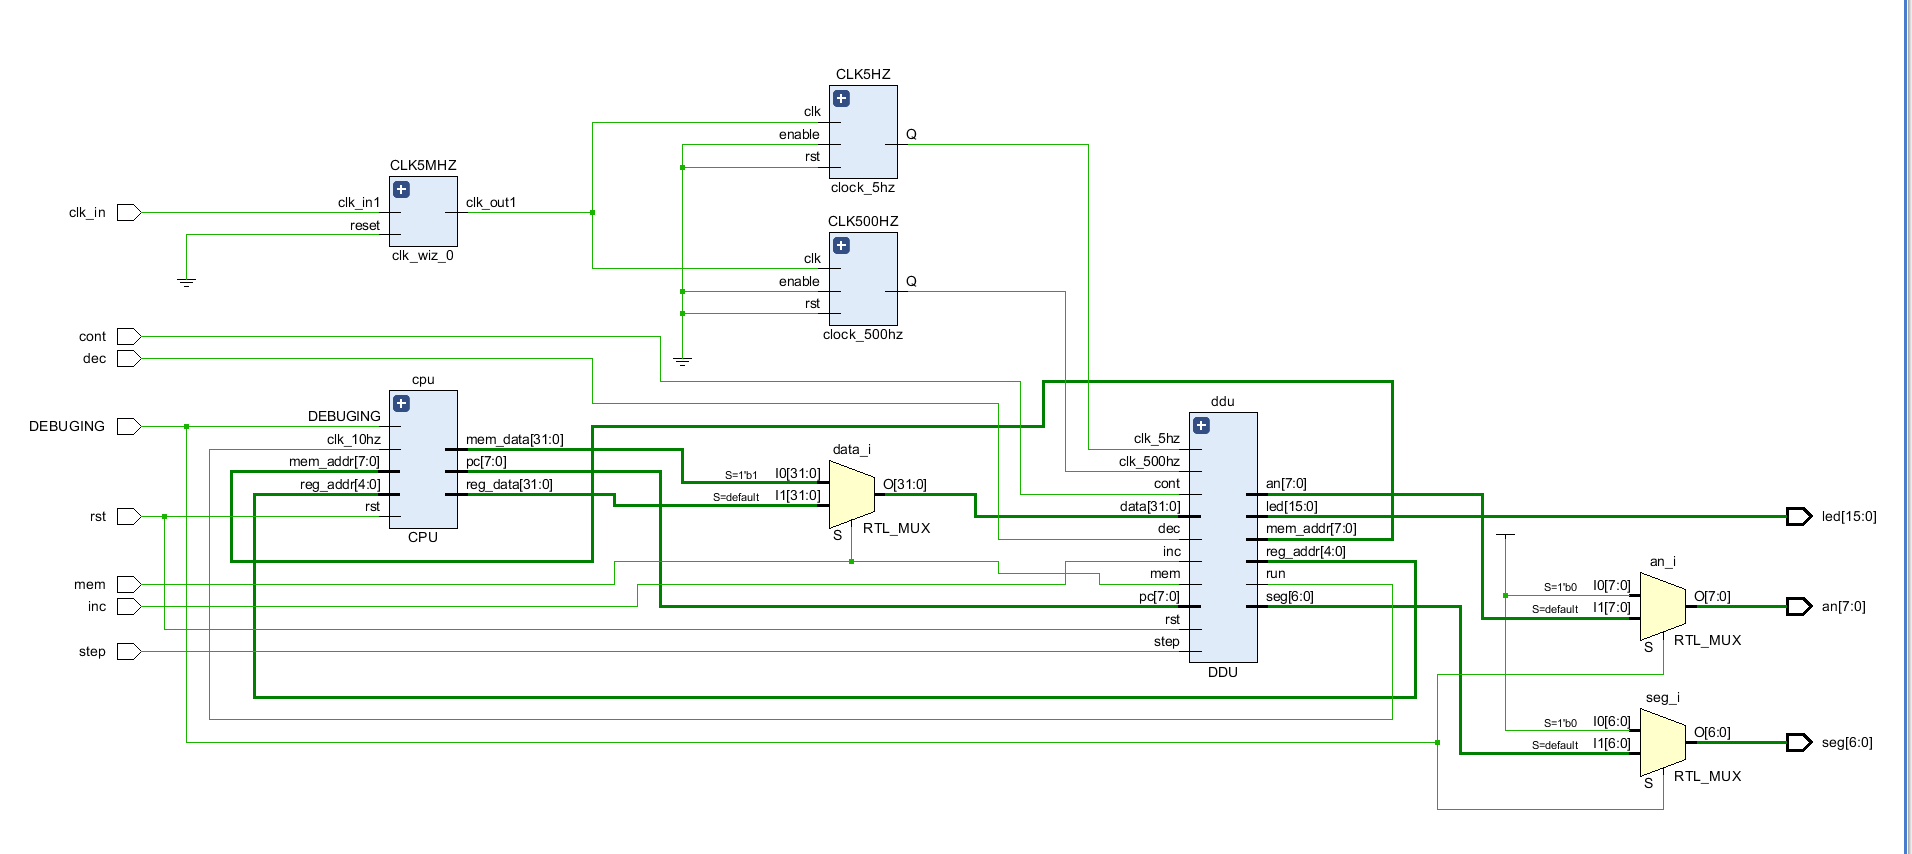 CLK5HZ
clk
enable
Q
rst
clock_5hz
CLK5MHZ
clk_in
clk_in1
clk_out1
reset
clk_wiz_0
CLK500HZ
clk
enable
Q
rst
clock_500hz
cont
dec
cpu
DEBUGING
DEBUGING
clk_10hz
mem_data[31:0]
mem_addr[7:0]
pc[7:0]
reg_addr[4:0]
reg_data[31:0]
rst
rst
CPU
data_i
S=1'b1
I0[31:0]
S=default
I1[31:0]
O[31:0]
S
RTL_MUX
mem
inc
step
ddu
clk_5hz
clk_500hz
cont
an[7:0]
data[31:0]
led[15:0]
dec
mem_addr[7:0]
inc
reg_addr[4:0]
mem
run
pc[7:0]
seg[6:0]
rst
step
DDU
led[15:0]
an_i
S=1'b0
I0[7:0]
S=default
I1[7:0]
O[7:0]
an[7:0]
S
RTL_MUX
seg_i
S=1'b0
I0[6:0]
S=default
I1[6:0]
O[6:0]
seg[6:0]
S
RTL_MUX